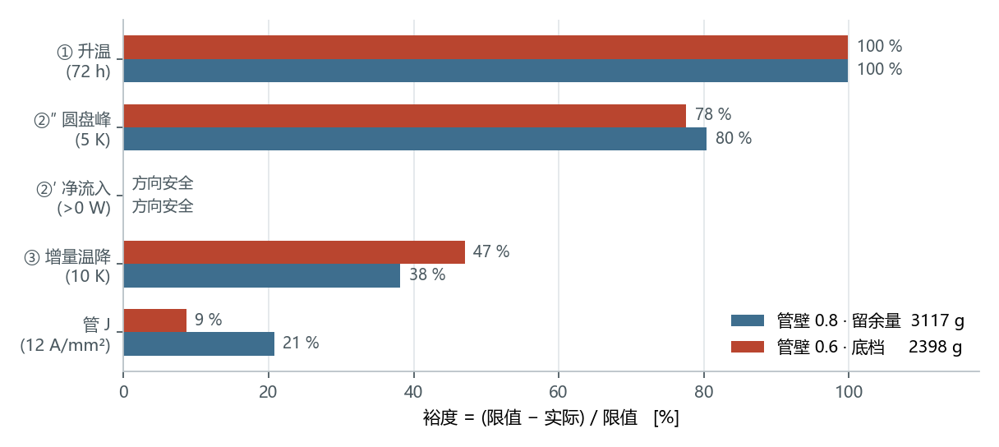 ① 升温
(72 h)
100 %
100 %
②″ 圆盘峰
(5 K)
78 %
80 %
②′ 净流入
(>0 W)
方向安全
方向安全
③ 增量温降
(10 K)
47 %
38 %
管 J
(12 A/mm²)
9 %
21 %
管壁 0.8 · 留余量 3117 g
管壁 0.6 · 底档 2398 g
0 20 40 60 80 100
裕度 = (限值 − 实际) / 限值 [%]